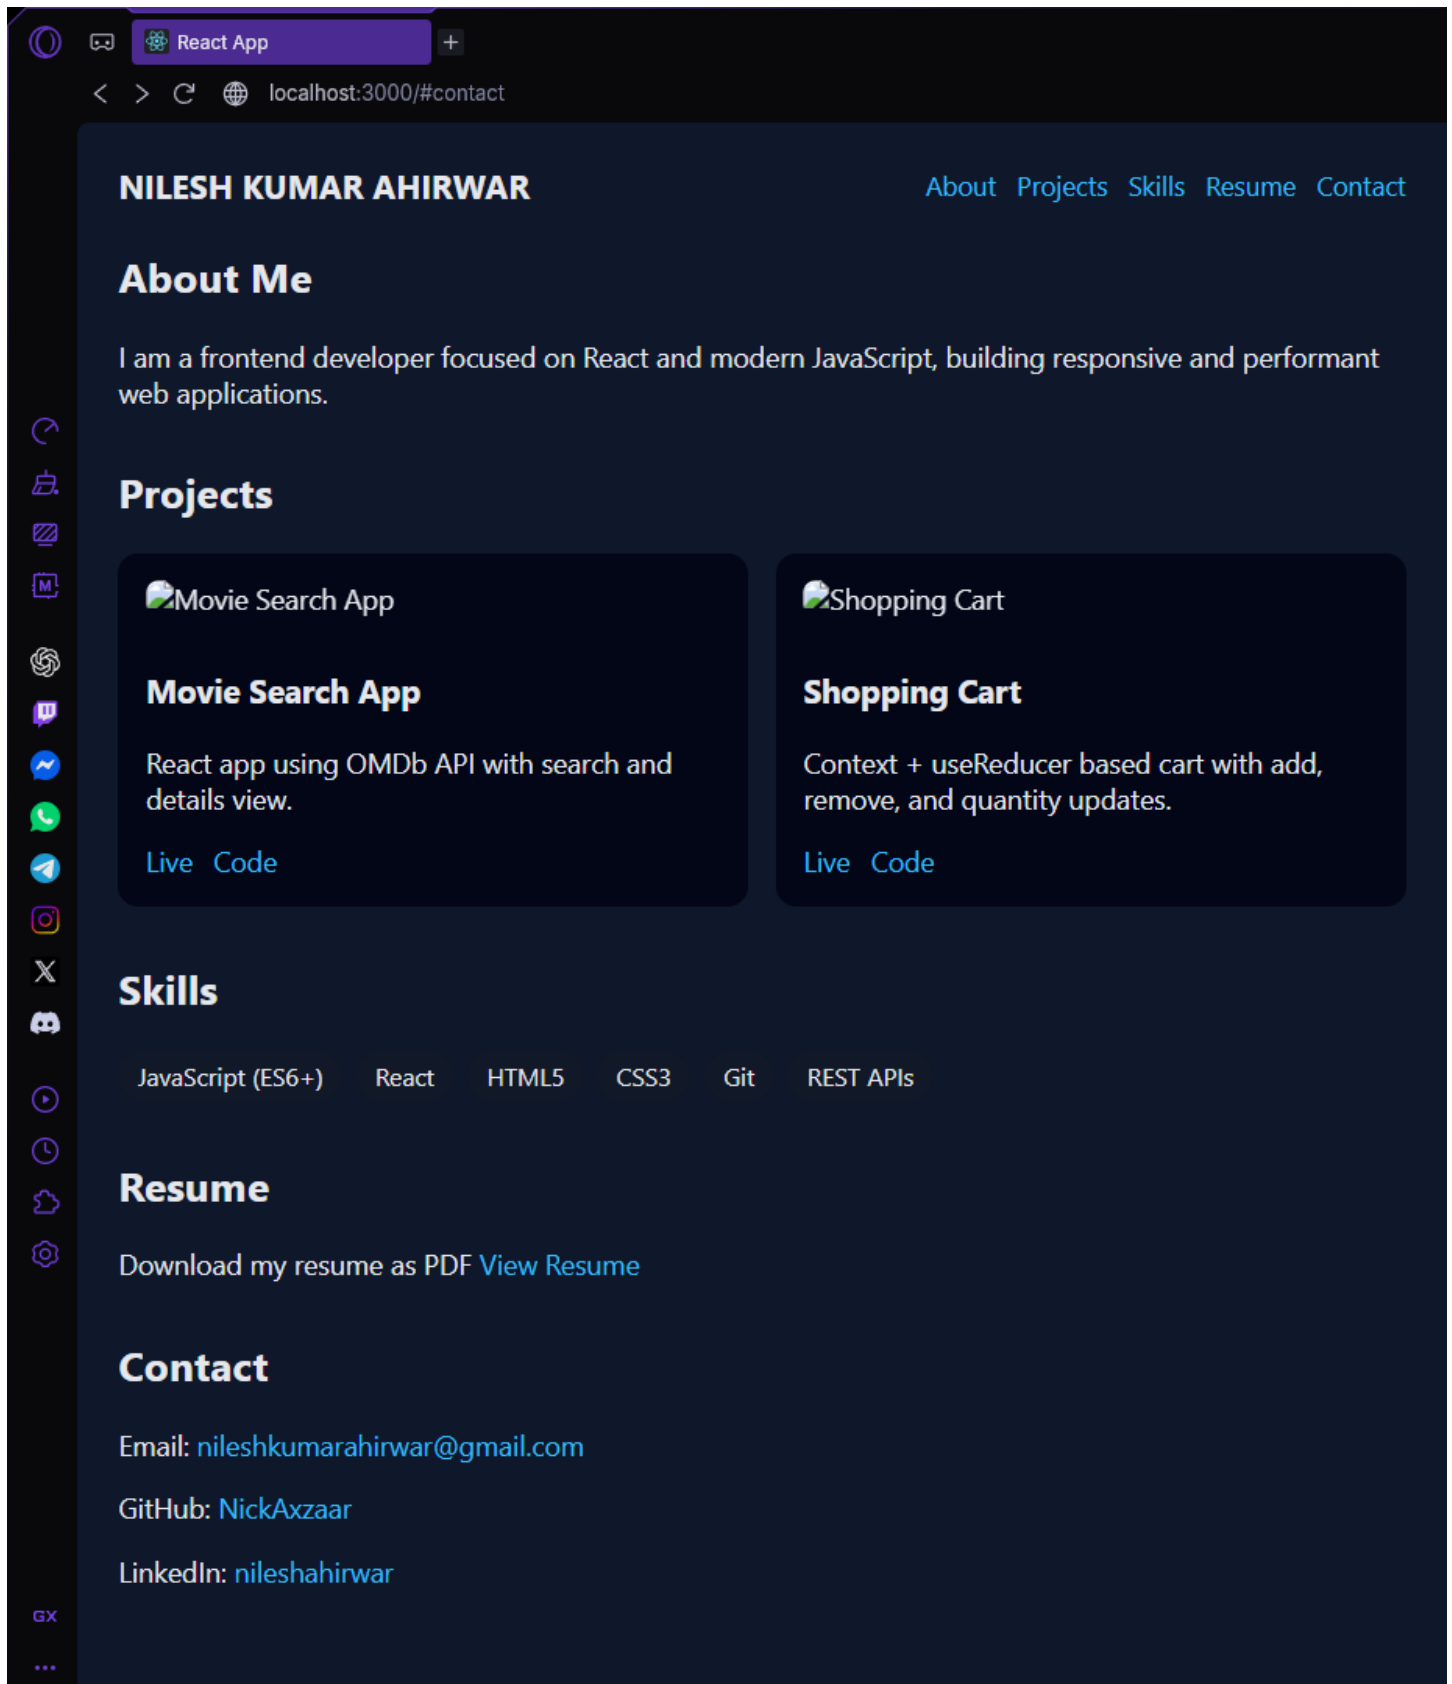 React App
localhost:3000/#contact
NILESH KUMAR AHIRWAR
About Projects Skills Resume Contact
About Me
I am a frontend developer focused on React and modern JavaScript, building responsive and performant
web applications.
Projects
Movie Search App
Movie Search App
React app using OMDb API with search and
details view.
Live Code
Shopping Cart
Shopping Cart
Context + useReducer based cart with add,
remove, and quantity updates.
Live Code
Skills
JavaScript (ES6+) React HTML5 CSS3 Git REST APIs
Resume
Download my resume as PDF View Resume
Contact
Email: nileshkumarahirwar@gmail.com
GitHub: NickAxzaar
LinkedIn: nileshahirwar
M
GX